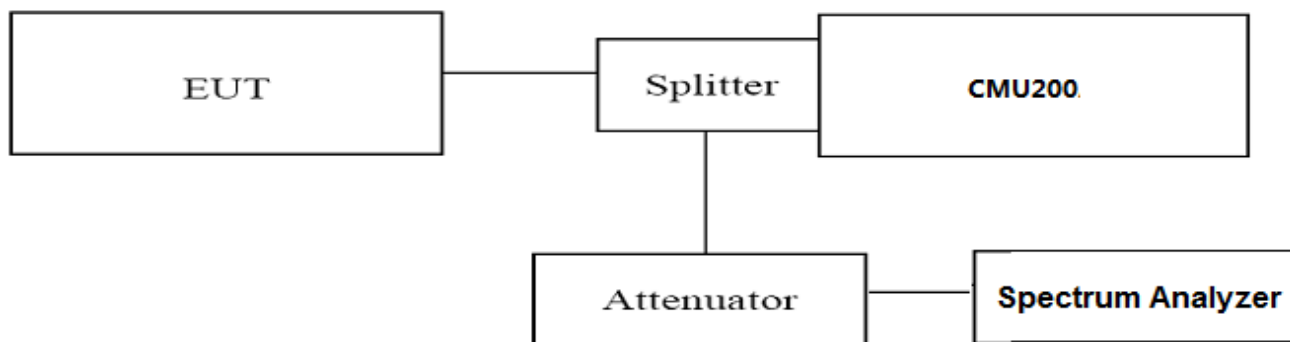 EUT
Splitter
CMU200
Attenuator
Spectrum Analyzer